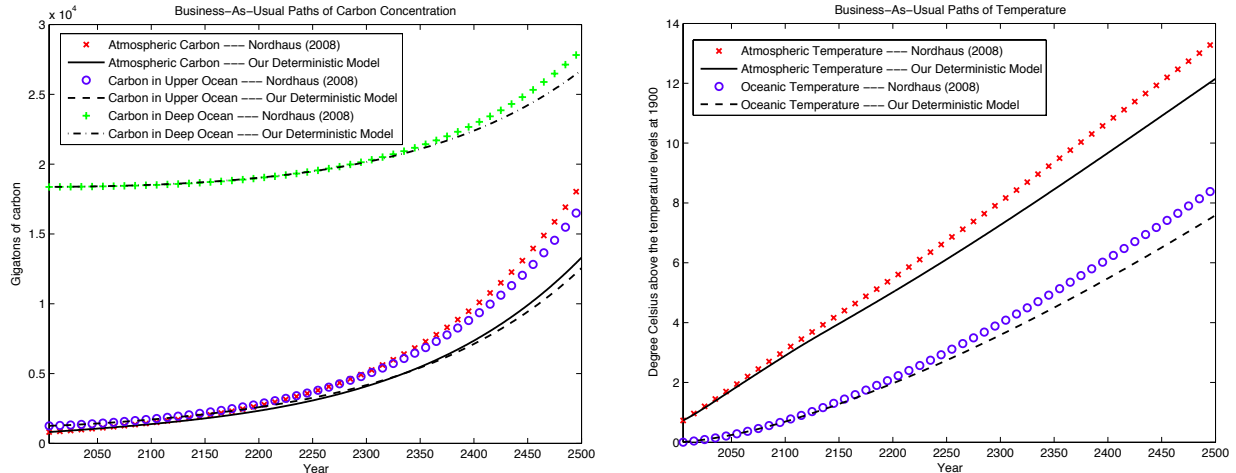 Business−As−Usual Paths of Carbon Concentration
3 x 10⁴
2.5
2
1.5
1
0.5
0
Gigatons of carbon
Atmospheric Carbon −−− Nordhaus (2008)
Atmospheric Carbon −−− Our Deterministic Model
Carbon in Upper Ocean −−− Nordhaus (2008)
Carbon in Upper Ocean −−− Our Deterministic Model
Carbon in Deep Ocean −−− Nordhaus (2008)
Carbon in Deep Ocean −−− Our Deterministic Model
2050 2100 2150 2200 2250 2300 2350 2400 2450 2500
Year
Business−As−Usual Paths of Temperature
14
12
10
8
6
4
2
0
Degree Celsius above the temperature levels at 1900
Atmospheric Temperature −−− Nordhaus (2008)
Atmospheric Temperature −−− Our Deterministic Model
Oceanic Temperature −−− Nordhaus (2008)
Oceanic Temperature −−− Our Deterministic Model
2050 2100 2150 2200 2250 2300 2350 2400 2450 2500
Year